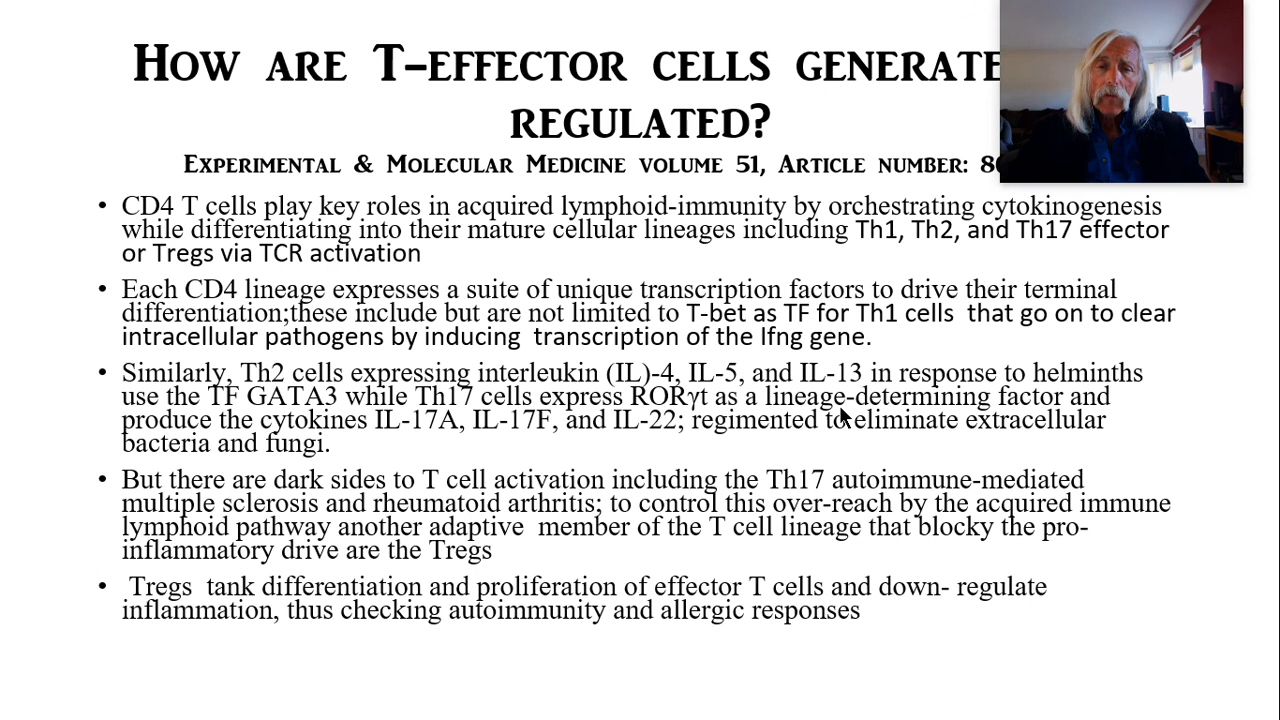 How are T-effector cells generate
regulated?
Experimental & Molecular Medicine volume 51, Article number: 8
• CD4 T cells play key roles in acquired lymphoid-immunity by orchestrating cytokinogenesis
while differentiating into their mature cellular lineages including Th1, Th2, and Th17 effector
or Tregs via TCR activation
• Each CD4 lineage expresses a suite of unique transcription factors to drive their terminal
differentiation;these include but are not limited to T-bet as TF for Th1 cells that go on to clear
intracellular pathogens by inducing transcription of the Ifng gene.
• Similarly, Th2 cells expressing interleukin (IL)-4, IL-5, and IL-13 in response to helminths
use the TF GATA3 while Th17 cells express RORγt as a lineage-determining factor and
produce the cytokines IL-17A, IL-17F, and IL-22; regimented to eliminate extracellular
bacteria and fungi.
• But there are dark sides to T cell activation including the Th17 autoimmune-mediated
multiple sclerosis and rheumatoid arthritis; to control this over-reach by the acquired immune
lymphoid pathway another adaptive member of the T cell lineage that blocky the pro-
inflammatory drive are the Tregs
• Tregs tank differentiation and proliferation of effector T cells and down- regulate
inflammation, thus checking autoimmunity and allergic responses